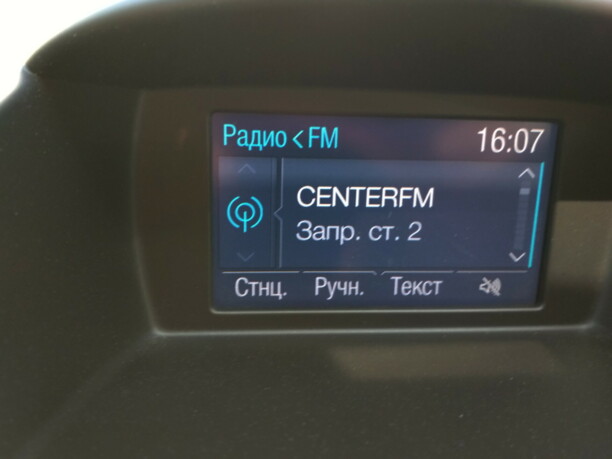 Радио < FM 16:07
CENTERFM
Запр. ст. 2
Стнц. Ручн. Текст